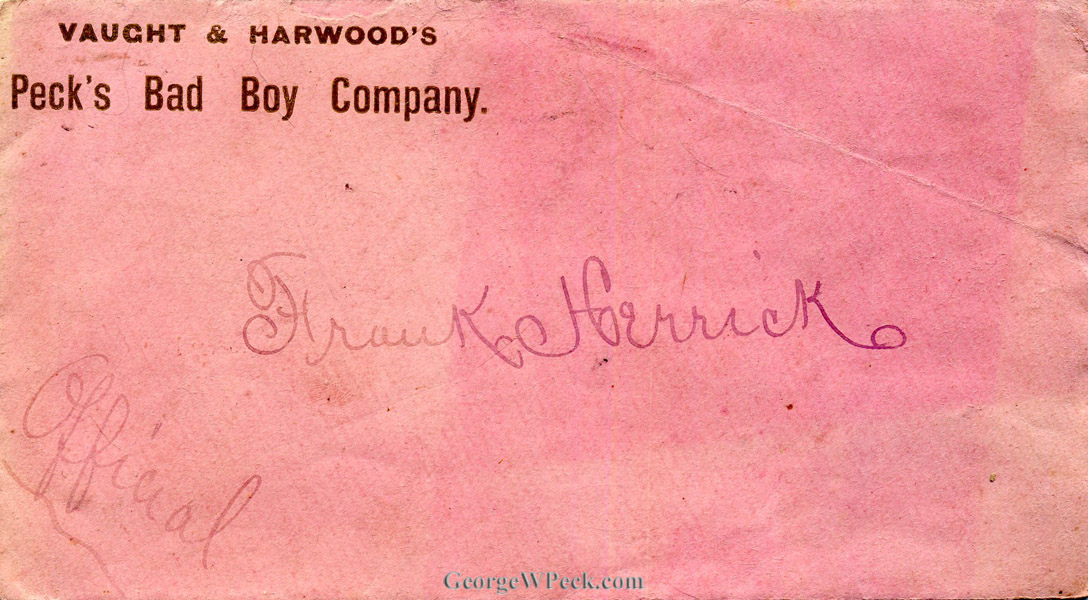 VAUGHT & HARWOOD'S
Peck's Bad Boy Company.
Frank Herrick
Official
GeorgeWPeck.com